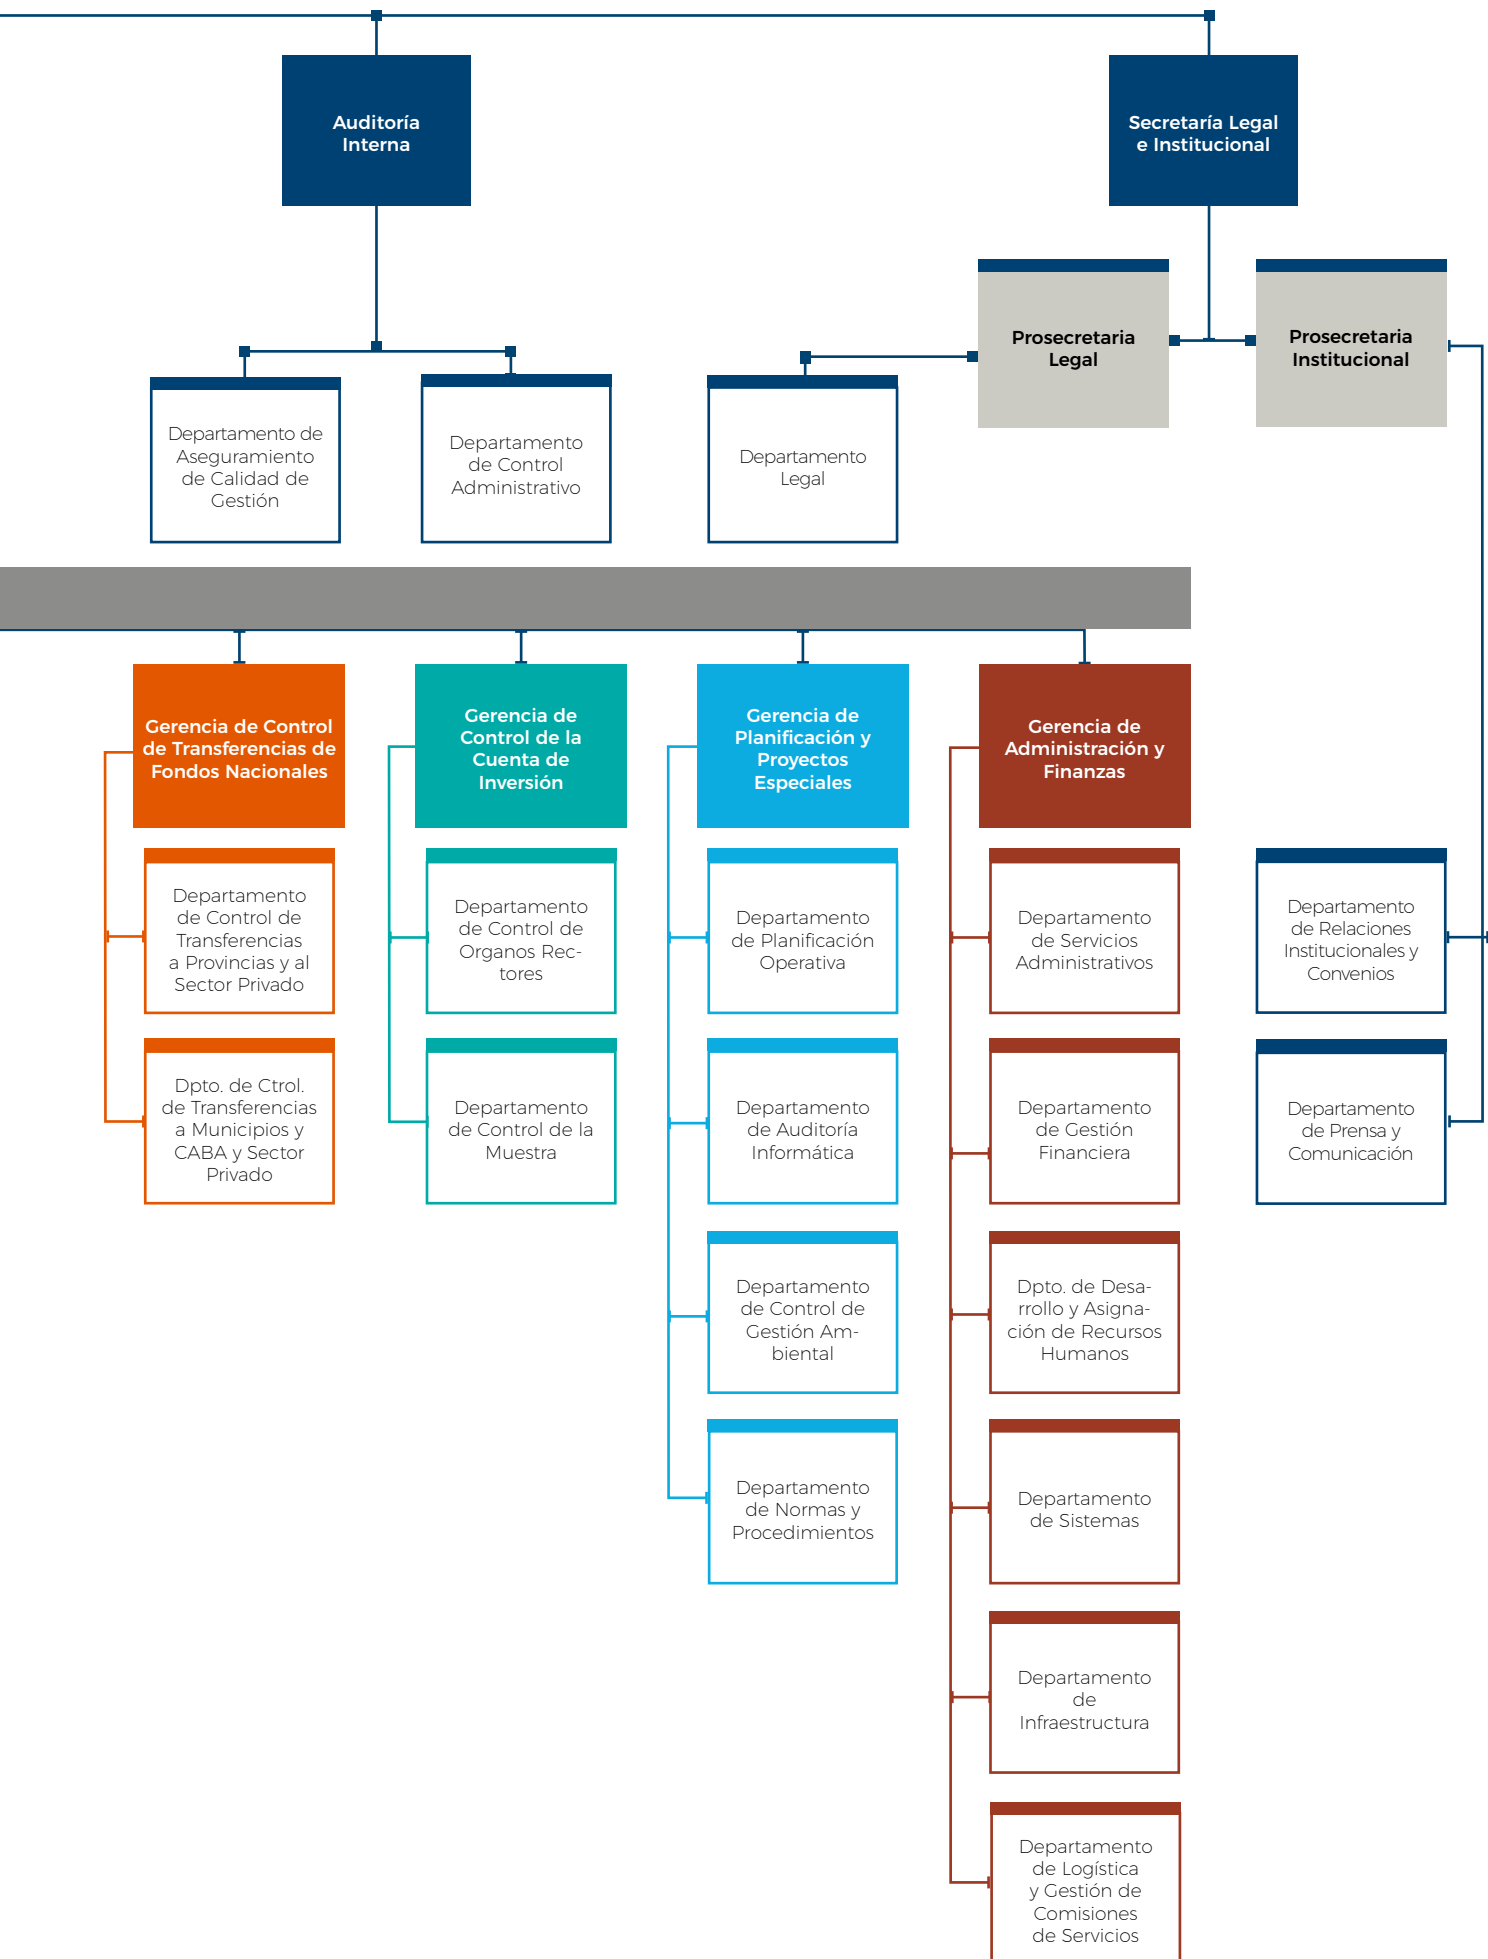 Auditoría
Interna
Secretaría Legal
e Institucional
Prosecretaria
Legal
Prosecretaria
Institucional
Departamento de
Aseguramiento
de Calidad de
Gestión
Departamento
de Control
Administrativo
Departamento
Legal
Gerencia de Control
de Transferencias de
Fondos Nacionales
Gerencia de
Control de la
Cuenta de
Inversión
Gerencia de
Planificación y
Proyectos
Especiales
Gerencia de
Administración y
Finanzas
Departamento
de Control de
Transferencias
a Provincias y al
Sector Privado
Departamento
de Control de
Organos Rec-
tores
Departamento
de Planificación
Operativa
Departamento
de Servicios
Administrativos
Departamento
de Relaciones
Institucionales y
Convenios
Dpto. de Ctrol.
de Transferencias
a Municipios y
CABA y Sector
Privado
Departamento
de Control de la
Muestra
Departamento
de Auditoría
Informática
Departamento
de Gestión
Financiera
Departamento
de Prensa y
Comunicación
Departamento
de Control de
Gestión Am-
biental
Dpto. de Desa-
rrollo y Asigna-
ción de Recursos
Humanos
Departamento
de Normas y
Procedimientos
Departamento
de Sistemas
Departamento
de
Infraestructura
Departamento
de Logística
y Gestión de
Comisiones
de Servicios